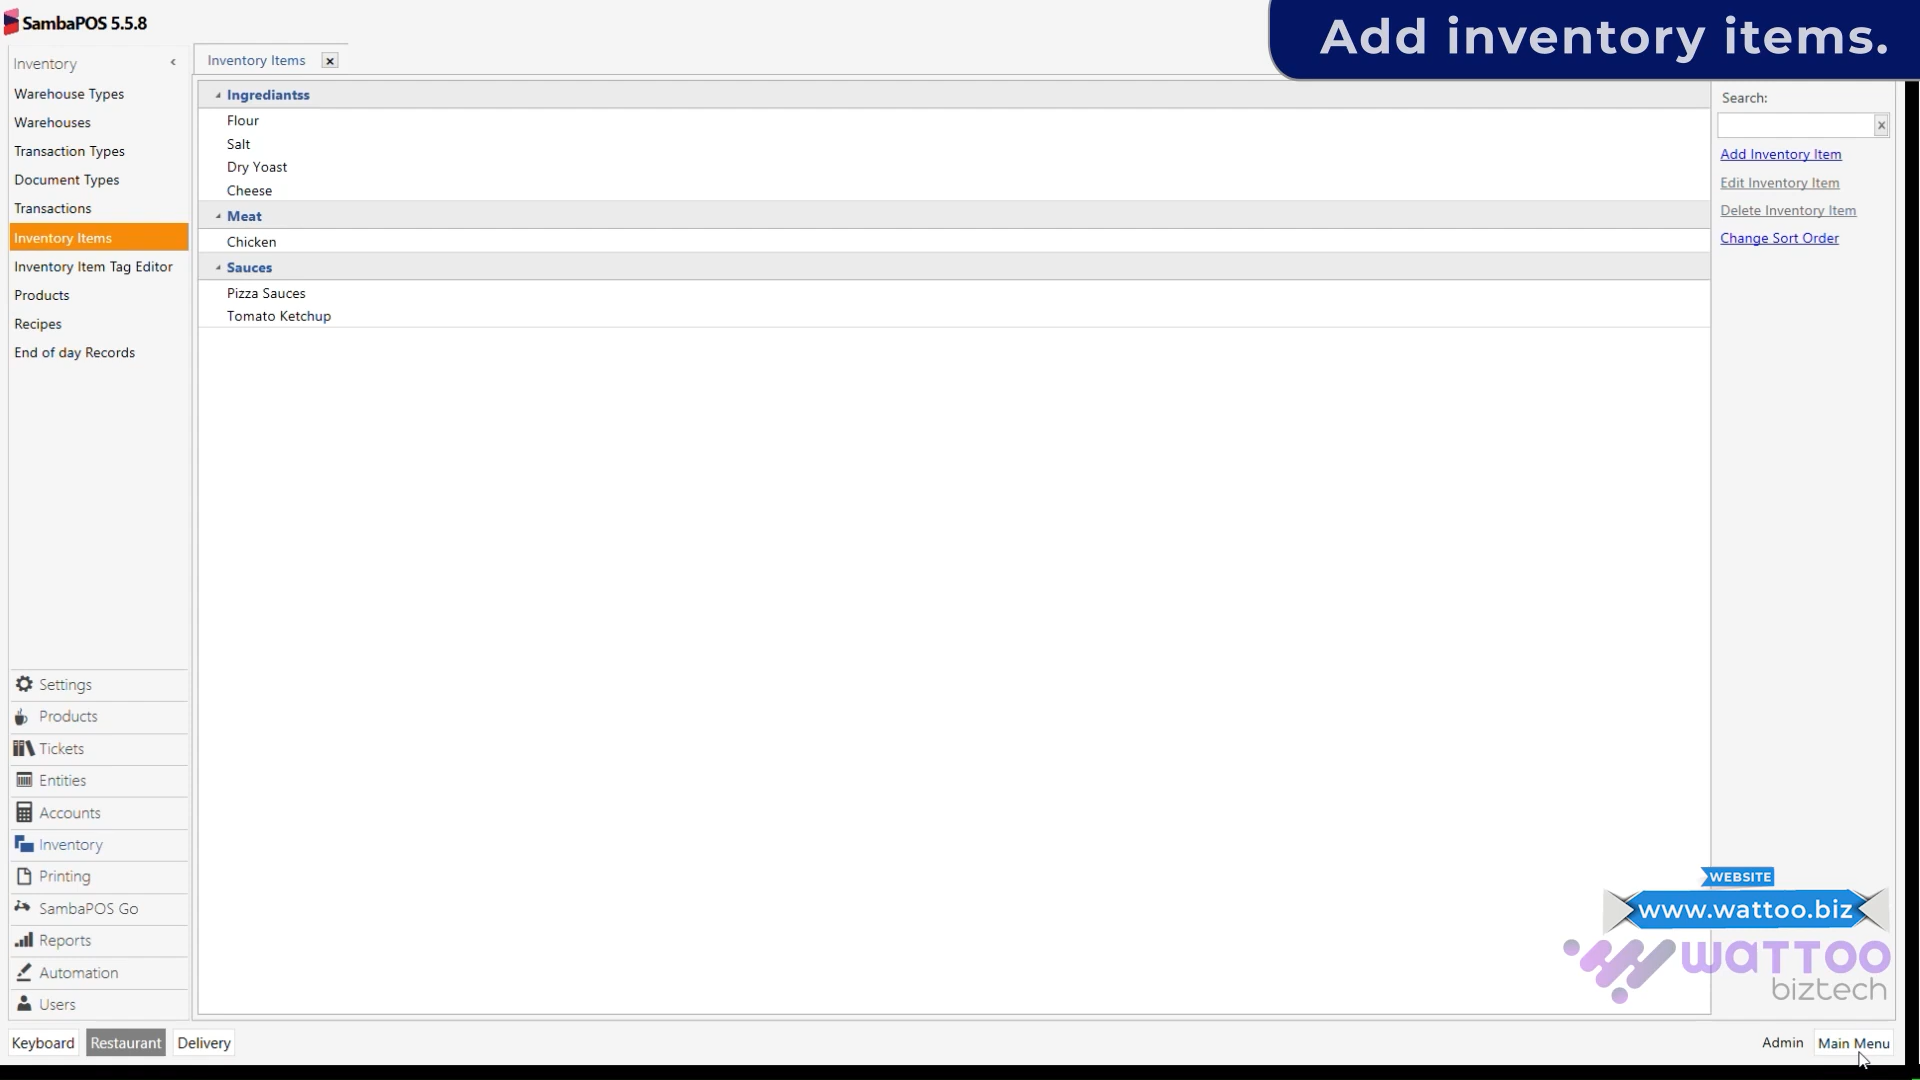 SambaPOS 5.5.8
Add inventory items.
Inventory
Warehouse Types
Warehouses
Transaction Types
Document Types
Transactions
Inventory Items
Inventory Item Tag Editor
Products
Recipes
End of day Records
Settings
Products
Tickets
Entities
Accounts
Inventory
Printing
SambaPOS Go
Reports
Automation
Users
Inventory Items
Ingrediantss
Flour
Salt
Dry Yoast
Cheese
Meat
Chicken
Sauces
Pizza Sauces
Tomato Ketchup
Search:
Add Inventory Item
Edit Inventory Item
Delete Inventory Item
Change Sort Order
WEBSITE
www.wattoo.biz
waTTOO
biztech
Keyboard Restaurant Delivery
Admin Main Menu